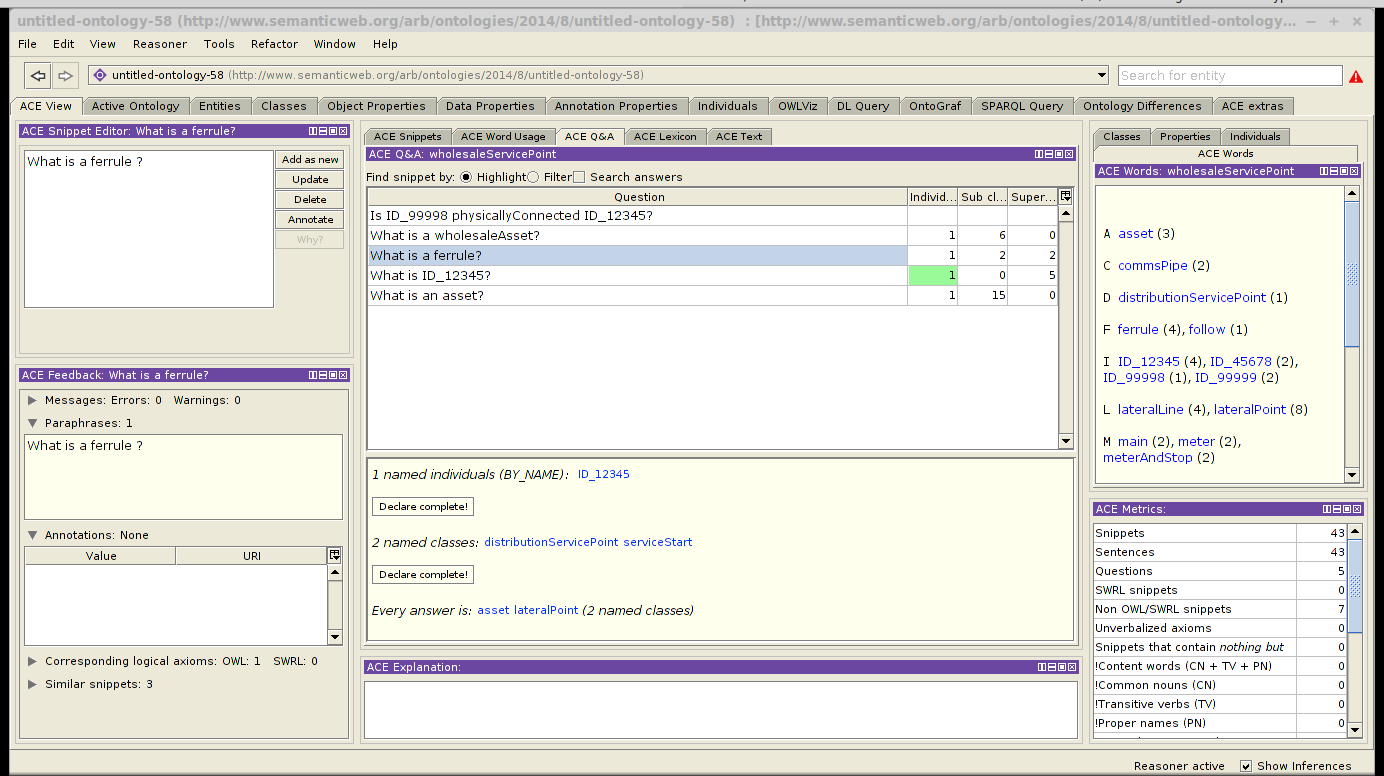 untitled-ontology-58 (http://www.semanticweb.org/arb/ontologies/2014/8/untitled-ontology-58) : [http://www.semanticweb.org/arb/ontologies/2014/8/untitled-ontology...
File Edit View Reasoner Tools Refactor Window Help
untitled-ontology-58 (http://www.semanticweb.org/arb/ontologies/2014/8/untitled-ontology-58)
Search for entity
ACE View Active Ontology Entities Classes Object Properties Data Properties Annotation Properties Individuals OWLViz DL Query OntoGraf SPARQL Query Ontology Differences ACE extras
ACE Snippet Editor: What is a ferrule?
What is a ferrule ?
Add as new
Update
Delete
Annotate
Why?
ACE Feedback: What is a ferrule?
Messages: Errors: 0 Warnings: 0
Paraphrases: 1
What is a ferrule ?
Annotations: None
Value URI
Corresponding logical axioms: OWL: 1 SWRL: 0
Similar snippets: 3
ACE Snippets ACE Word Usage ACE Q&A ACE Lexicon ACE Text
ACE Q&A: wholesaleServicePoint
Find snippet by: Highlight Filter Search answers
Question Individ... Sub cl... Super...
Is ID_99998 physicallyConnected ID_12345?
What is a wholesaleAsset? 1 6 0
What is a ferrule? 1 2 2
What is ID_12345? 1 0 5
What is an asset? 1 15 0
1 named individuals (BY_NAME): ID_12345
Declare complete!
2 named classes: distributionServicePoint serviceStart
Declare complete!
Every answer is: asset lateralPoint (2 named classes)
ACE Explanation:
Classes Properties Individuals
ACE Words
ACE Words: wholesaleServicePoint
A asset (3)
C commsPipe (2)
D distributionServicePoint (1)
F ferrule (4), follow (1)
I ID_12345 (4), ID_45678 (2),
ID_99998 (1), ID_99999 (2)
L lateralLine (4), lateralPoint (8)
M main (2), meter (2),
meterAndStop (2)
ACE Metrics:
Snippets 43
Sentences 43
Questions 5
SWRL snippets 0
Non OWL/SWRL snippets 7
Unverbalized axioms 0
Snippets that contain nothing but 0
!Content words (CN + TV + PN) 0
!Common nouns (CN) 0
!Transitive verbs (TV) 0
!Proper names (PN) 0
Reasoner active Show Inferences